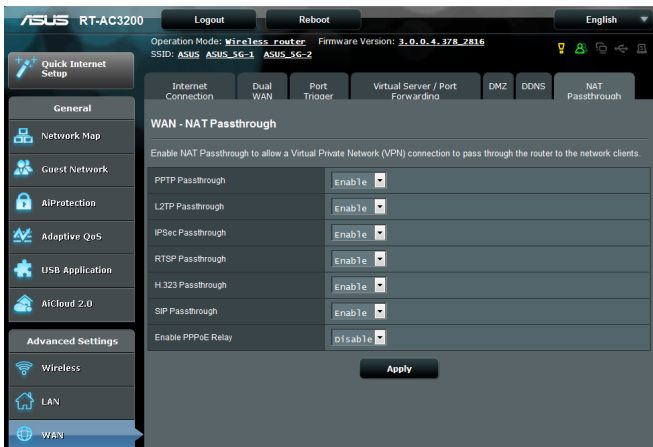 ASUS RT-AC3200 Logout Reboot English
Operation Mode: Wireless router Firmware Version: 3.0.0.4.378_2816
SSID: ASUS ASUS_5G-1 ASUS_5G-2
Quick Internet
Setup
General
Network Map
Guest Network
AiProtection
Adaptive QoS
USB Application
AiCloud 2.0
Advanced Settings
Wireless
LAN
WAN
Internet
Connection
Dual
WAN
Port
Trigger
Virtual Server / Port
Forwarding
DMZ
DDNS
NAT
Passthrough
WAN - NAT Passthrough
Enable NAT Passthrough to allow a Virtual Private Network (VPN) connection to pass through the router to the network clients.
PPTP Passthrough Enable
L2TP Passthrough Enable
IPSec Passthrough Enable
RTSP Passthrough Enable
H.323 Passthrough Enable
SIP Passthrough Enable
Enable PPPoE Relay Disable
Apply